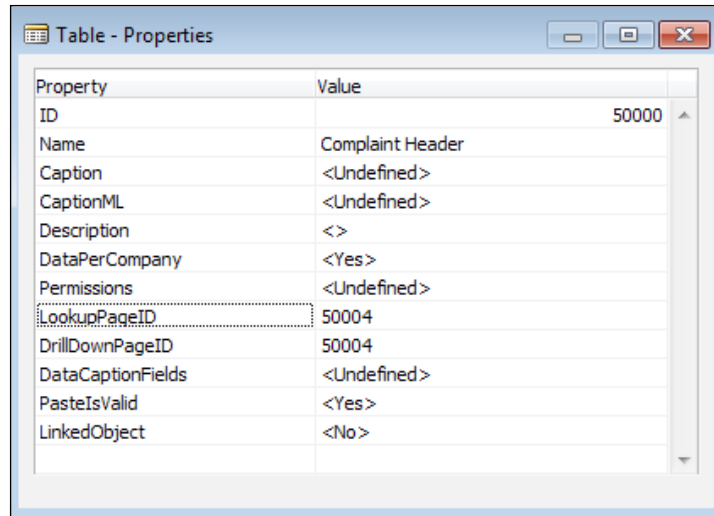 Table - Properties
Property Value
ID 50000
Name Complaint Header
Caption <Undefined>
CaptionML <Undefined>
Description <>
DataPerCompany <Yes>
Permissions <Undefined>
LookupPageID 50004
DrillDownPageID 50004
DataCaptionFields <Undefined>
PasteIsValid <Yes>
LinkedObject <No>